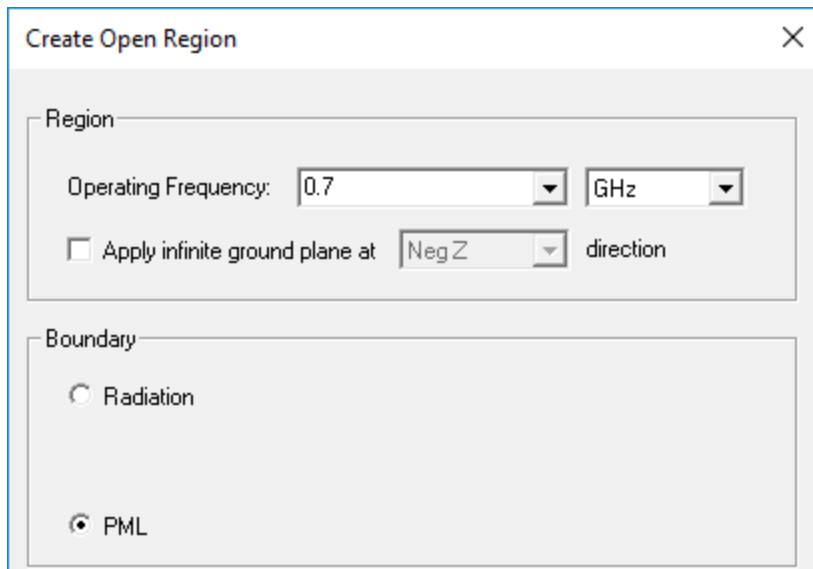 Create Open Region
Region
Operating Frequency: 0.7 GHz
Apply infinite ground plane at Neg Z direction
Boundary
Radiation
PML